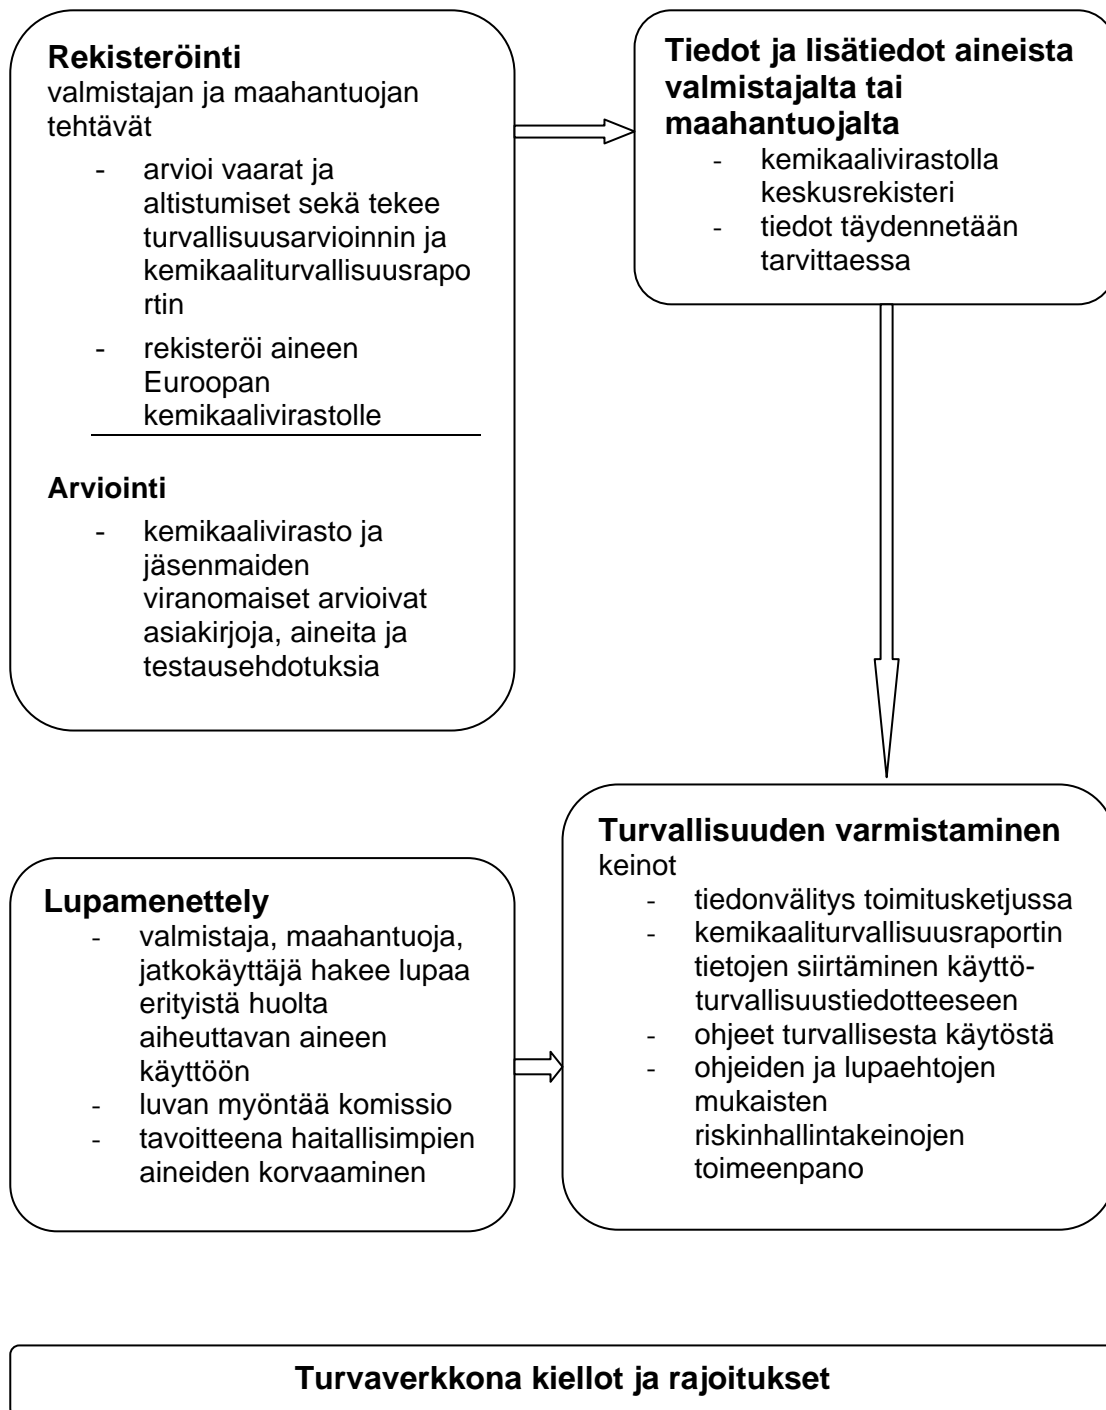 Rekisteröinti
valmistajan ja maahantuojan
tehtävät
- arvioi vaarat ja
altistumiset sekä tekee
turvallisuusarvioinnin ja
kemikaaliturvallisuusrapo
rtin
- rekisteröi aineen
Euroopan
kemikaalivirastolle
Arviointi
- kemikaalivirasto ja
jäsenmaiden
viranomaiset arvioivat
asiakirjoja, aineita ja
testausehdotuksia
Tiedot ja lisätiedot aineista
valmistajalta tai
maahantuojalta
- kemikaalivirastolla
keskusrekisteri
- tiedot täydennetään
tarvittaessa
Lupamenettely
- valmistaja, maahantuoja,
jatkokäyttäjä hakee lupaa
erityistä huolta
aiheuttavan aineen
käyttöön
- luvan myöntää komissio
- tavoitteena haitallisimpien
aineiden korvaaminen
Turvallisuuden varmistaminen
keinot
- tiedonvälitys toimitusketjussa
- kemikaaliturvallisuusraportin
tietojen siirtäminen käyttö-
turvallisuustiedotteeseen
- ohjeet turvallisesta käytöstä
- ohjeiden ja lupaehtojen
mukaisten
riskinhallintakeinojen
toimeenpano
Turvaverkkona kiellot ja rajoitukset